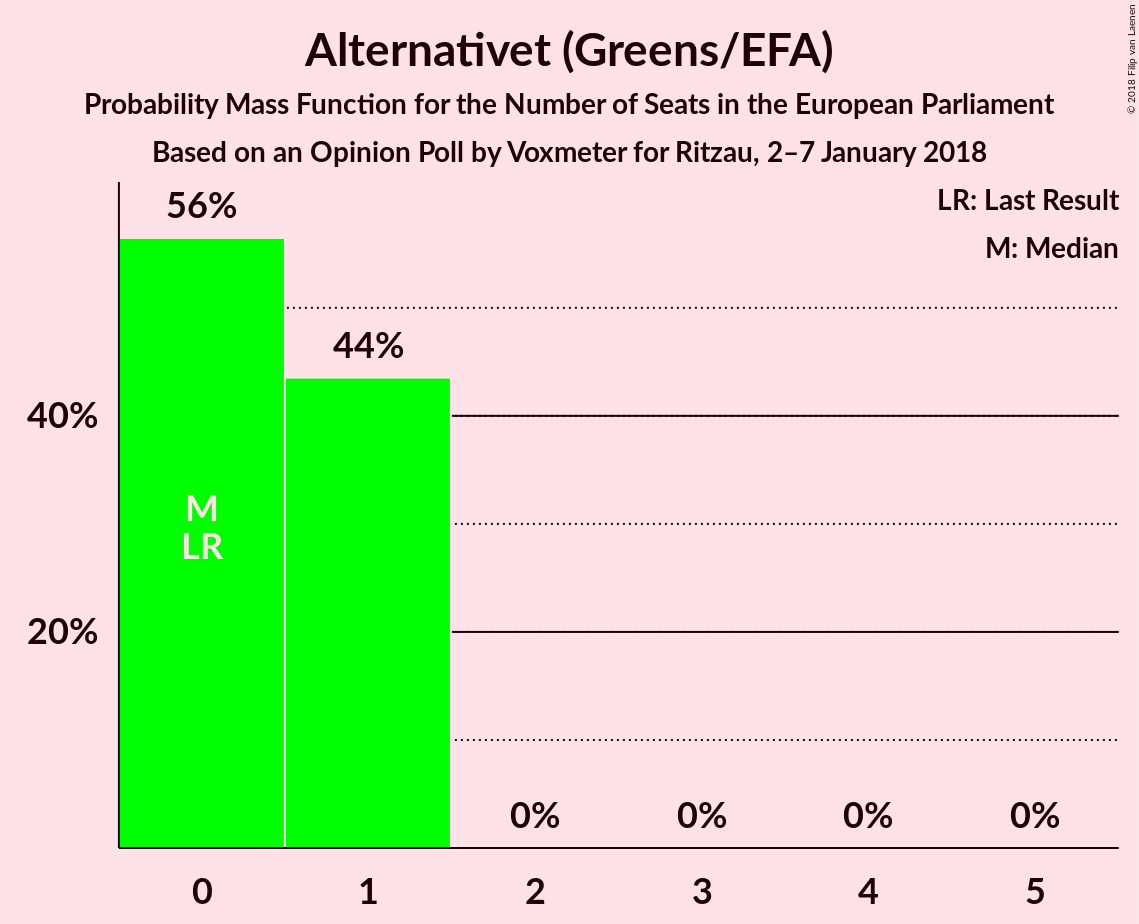 Alternativet (Greens/EFA)
Probability Mass Function for the Number of Seats in the European Parliament
Based on an Opinion Poll by Voxmeter for Ritzau, 2–7 January 2018
© 2018 Filip van Laenen
LR: Last Result
M: Median
56%
44%
40%
M
LR
20%
0% 0% 0% 0%
0 1 2 3 4 5